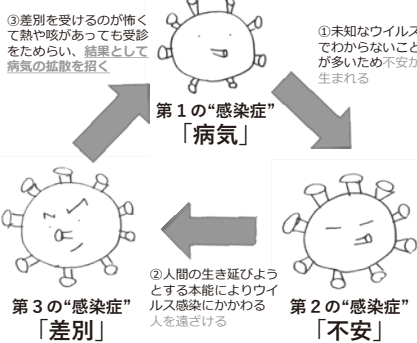 ③差別を受けるのが怖く
て熱や咳があっても受診
をためらい、結果として
病気の拡散を招く
①未知なウイルス
でわからないこと
が多いため不安が
生まれる
第1の“感染症”
「病気」
②人間の生き延びよう
とする本能によりウイ
ルス感染にかかわる
人を遠ざける
第3の“感染症”
「差別」
第2の“感染症”
「不安」